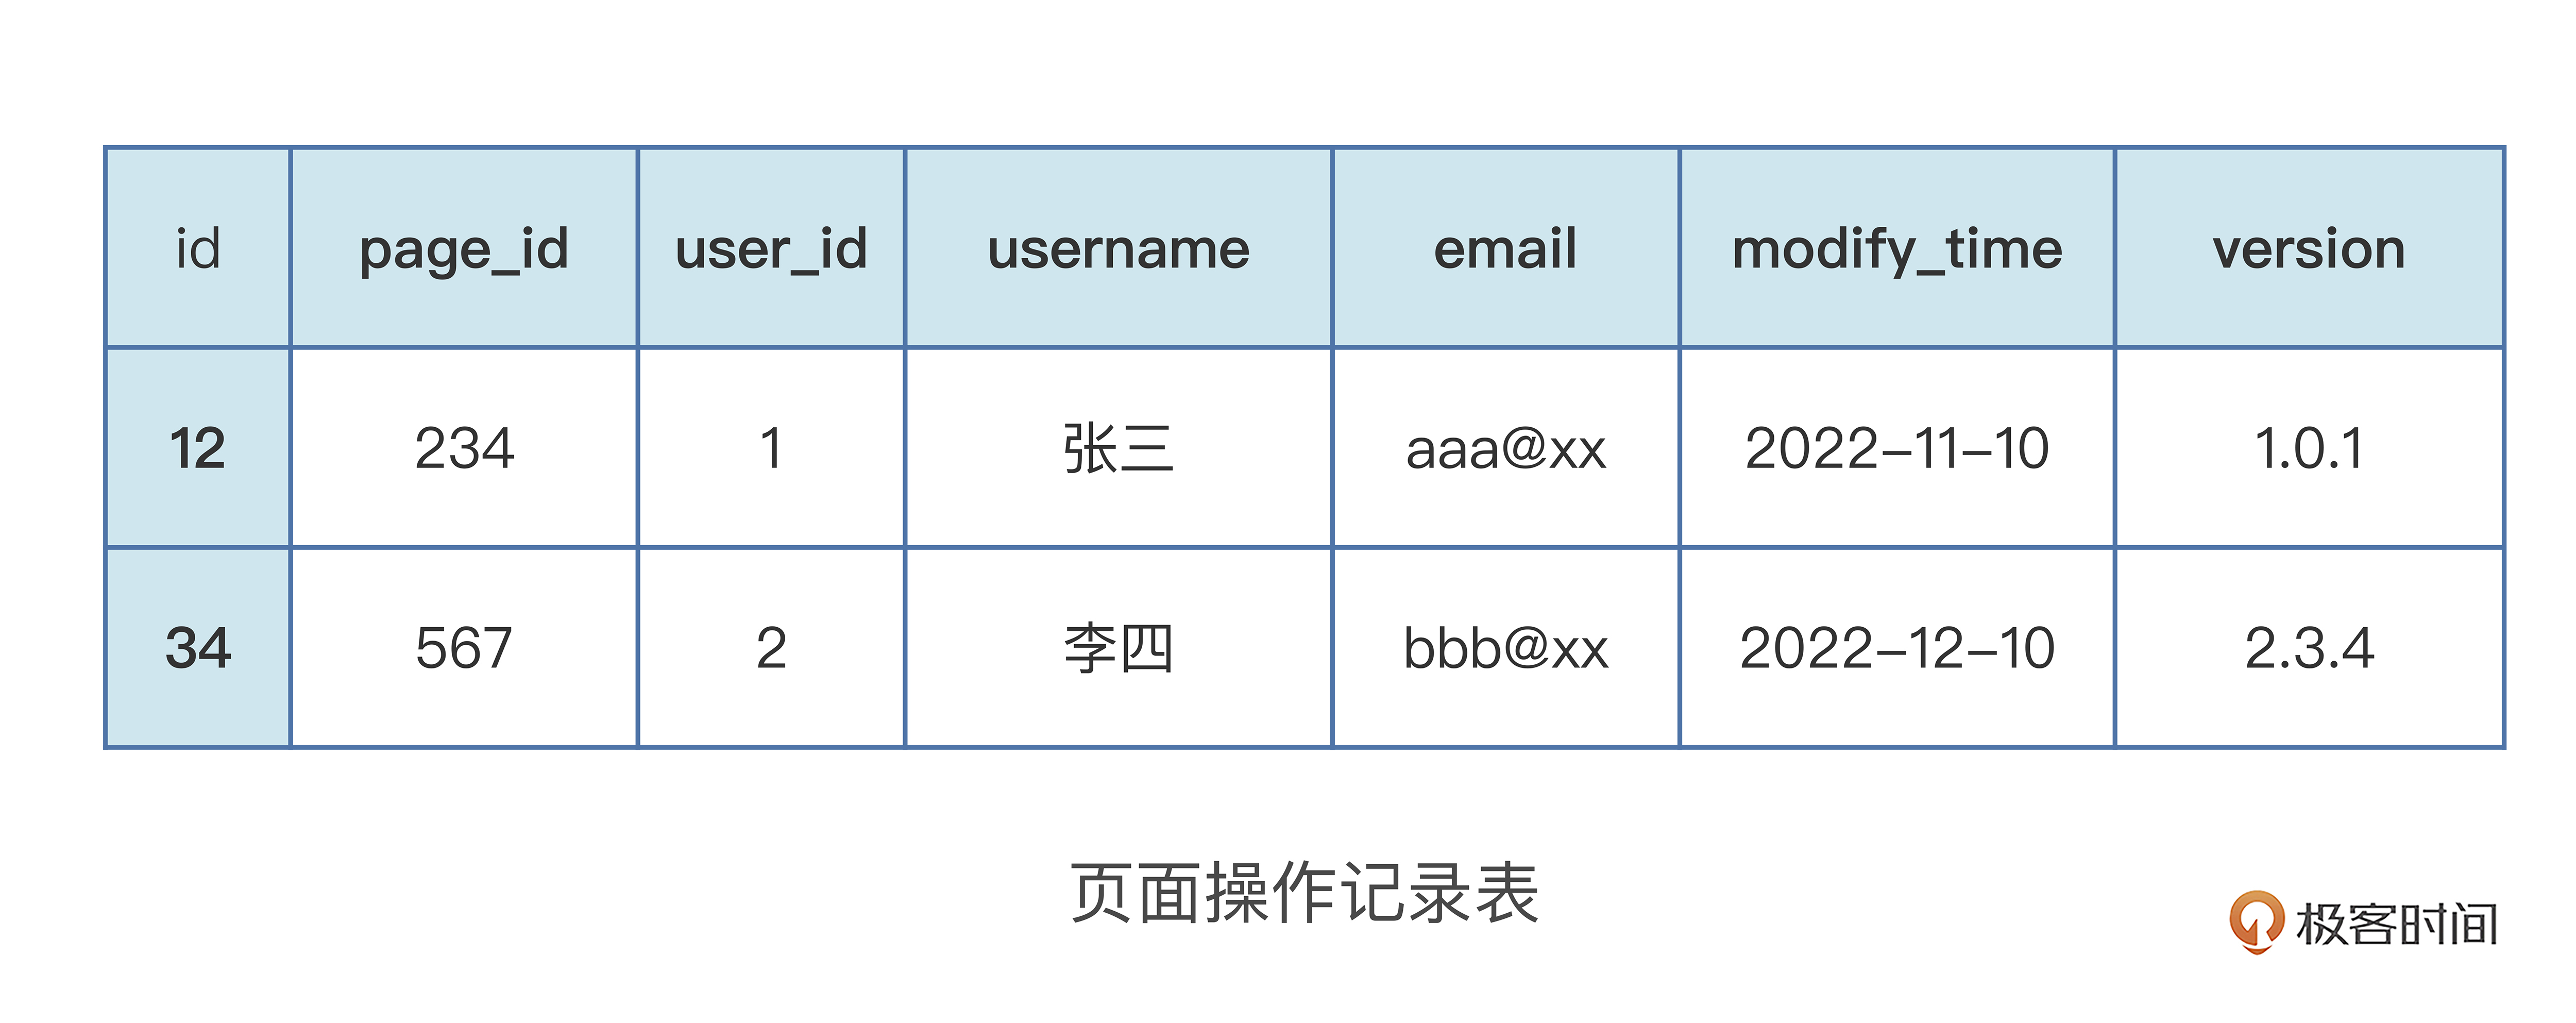 id page_id user_id username email modify_time version
12 234 1 张三 aaa@xx 2022-11-10 1.0.1
34 567 2 李四 bbb@xx 2022-12-10 2.3.4
页面操作记录表
极客时间